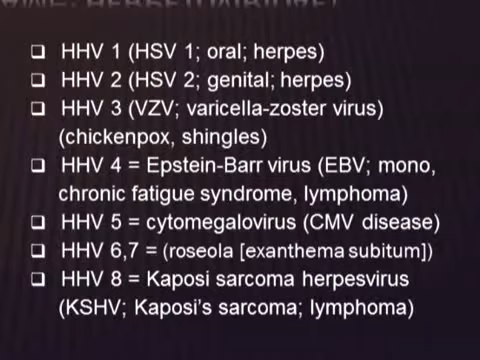 HHV 1 (HSV 1; oral; herpes)
HHV 2 (HSV 2; genital; herpes)
HHV 3 (VZV; varicella-zoster virus)
(chickenpox, shingles)
HHV 4 = Epstein-Barr virus (EBV; mono,
chronic fatigue syndrome, lymphoma)
HHV 5 = cytomegalovirus (CMV disease)
HHV 6,7 = (roseola [exanthema subitum])
HHV 8 = Kaposi sarcoma herpesvirus
(KSHV; Kaposi's sarcoma; lymphoma)